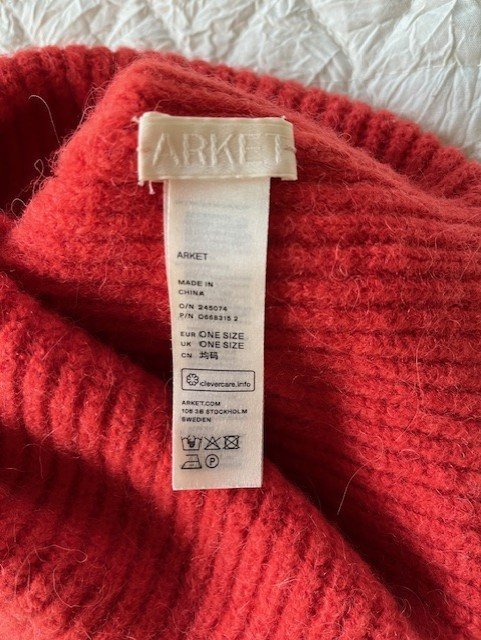 ARKET
ARKET
MADE IN
CHINA
O/N 245074
P/N O668315 2
EUR ONE SIZE
UK ONE SIZE
CN 均码
clevercare.info
ARKET.COM
106 38 STOCKHOLM
SWEDEN
P